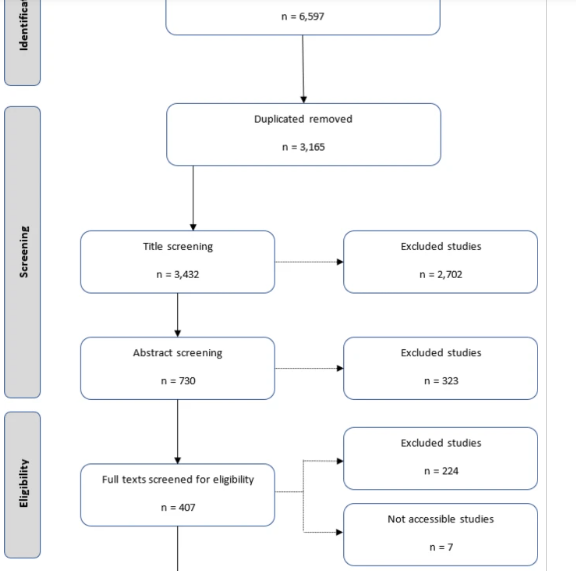 Identifica
n = 6,597
Duplicated removed
n = 3,165
Screening
Title screening
n = 3,432
Excluded studies
n = 2,702
Abstract screening
n = 730
Excluded studies
n = 323
Eligibility
Full texts screened for eligibility
n = 407
Excluded studies
n = 224
Not accessible studies
n = 7